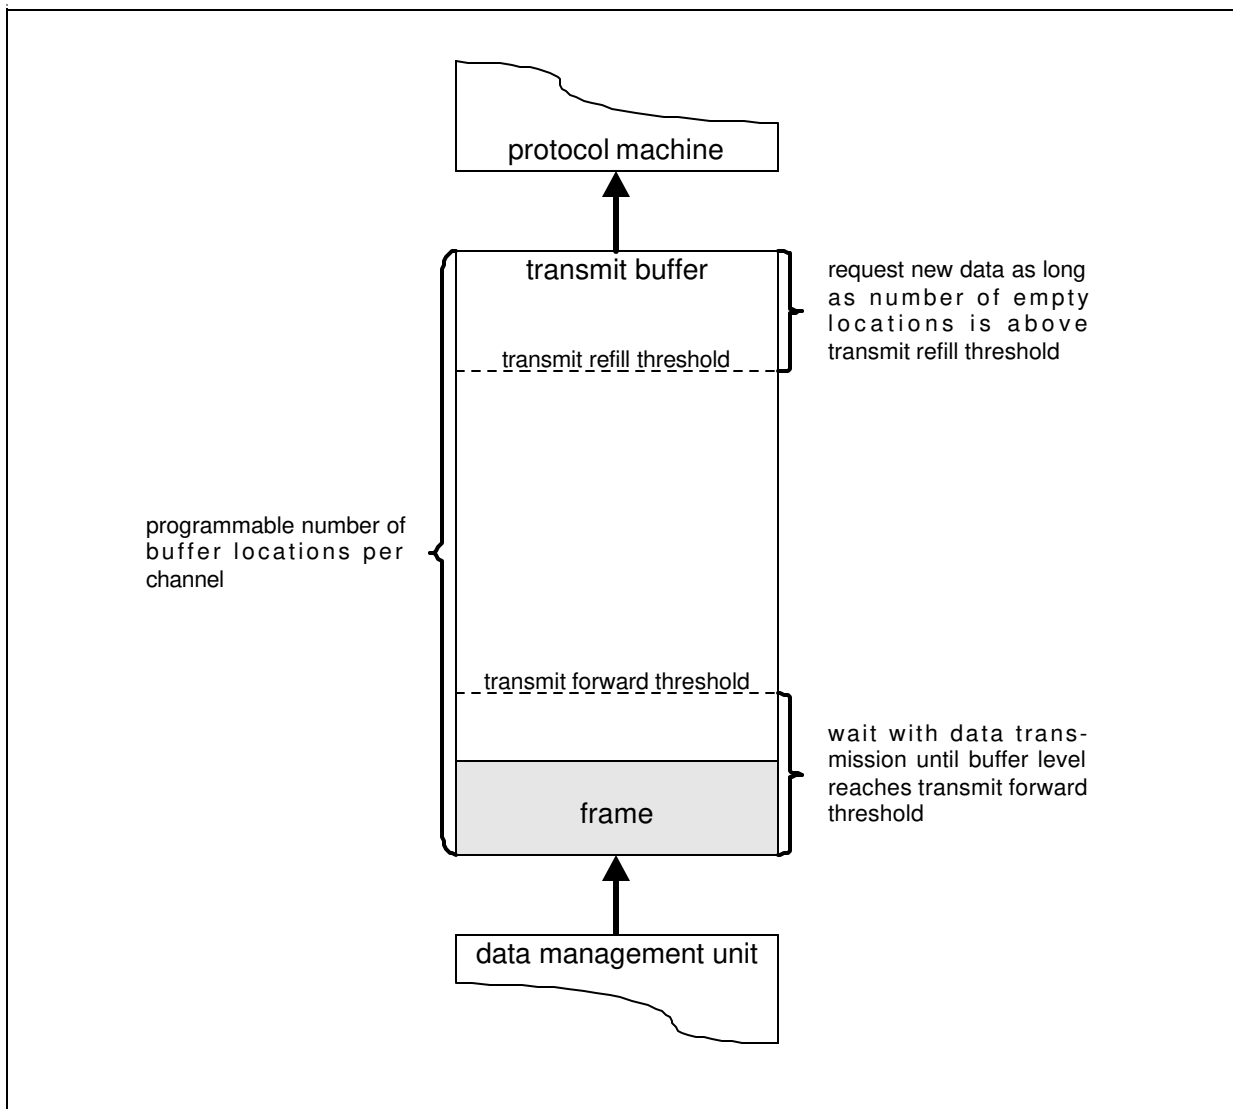 protocol machine
transmit buffer
request new data as long
as number of empty
locations is above
transmit refill threshold
transmit refill threshold
programmable number of
buffer locations per
channel
transmit forward threshold
wait with data trans-
mission until buffer level
reaches transmit forward
threshold
frame
data management unit